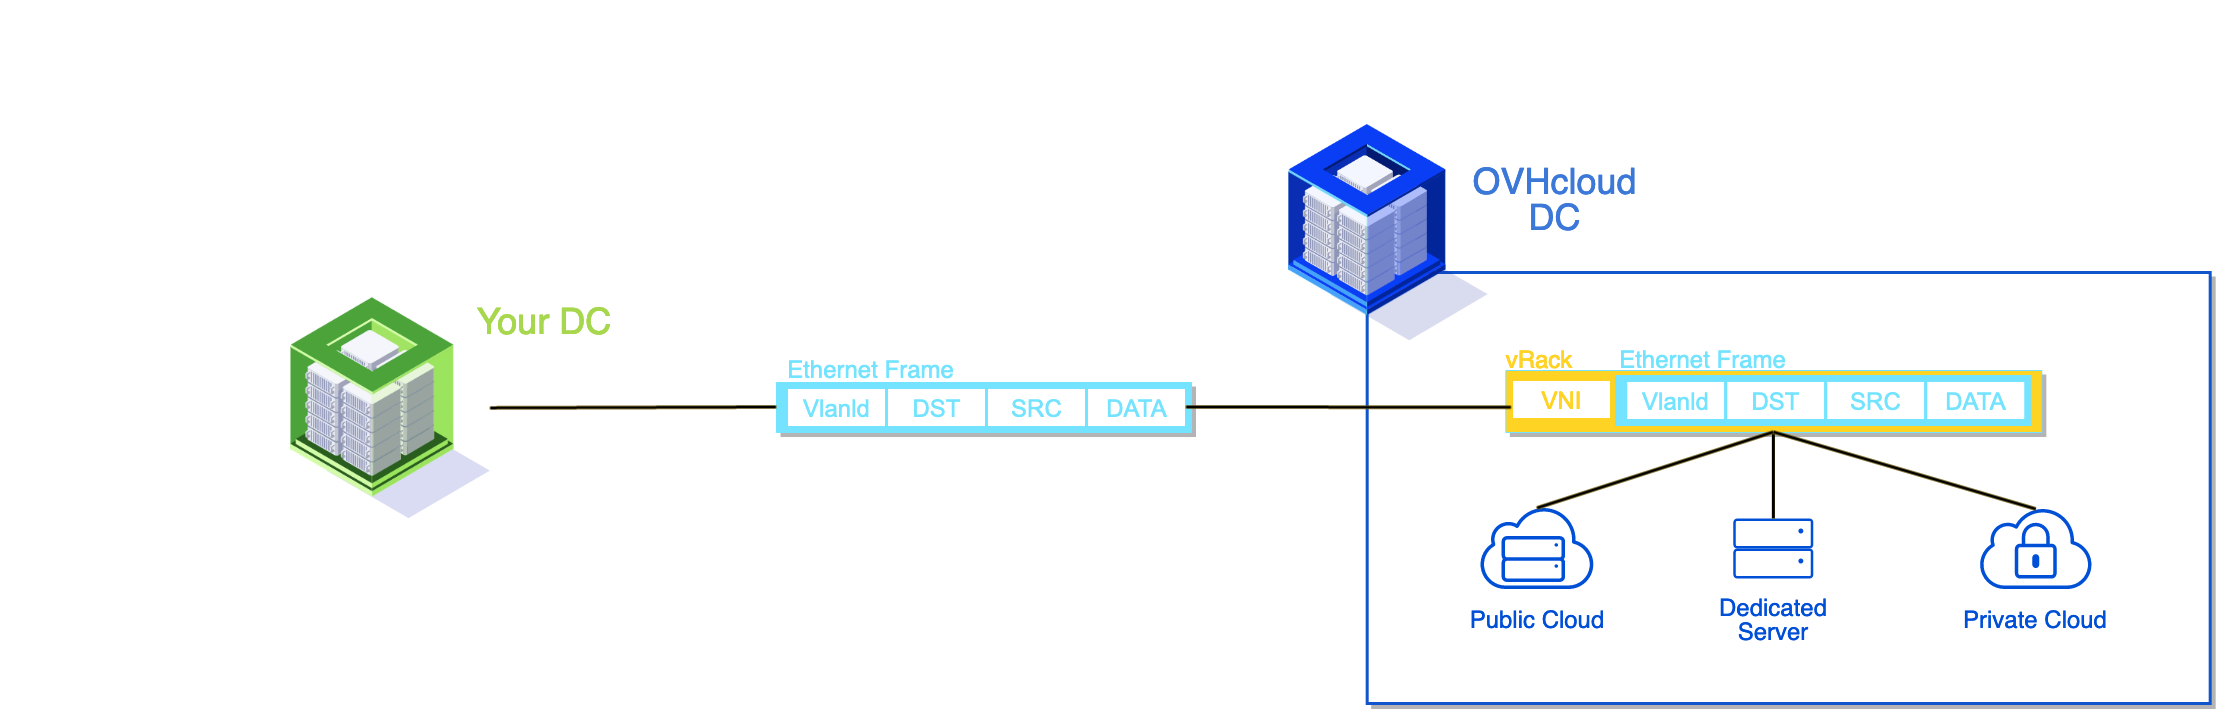 OVHcloud
DC
Your DC
Ethernet Frame
VlanId DST SRC DATA
vRack Ethernet Frame
VNI VlanId DST SRC DATA
Public Cloud
Dedicated
Server
Private Cloud